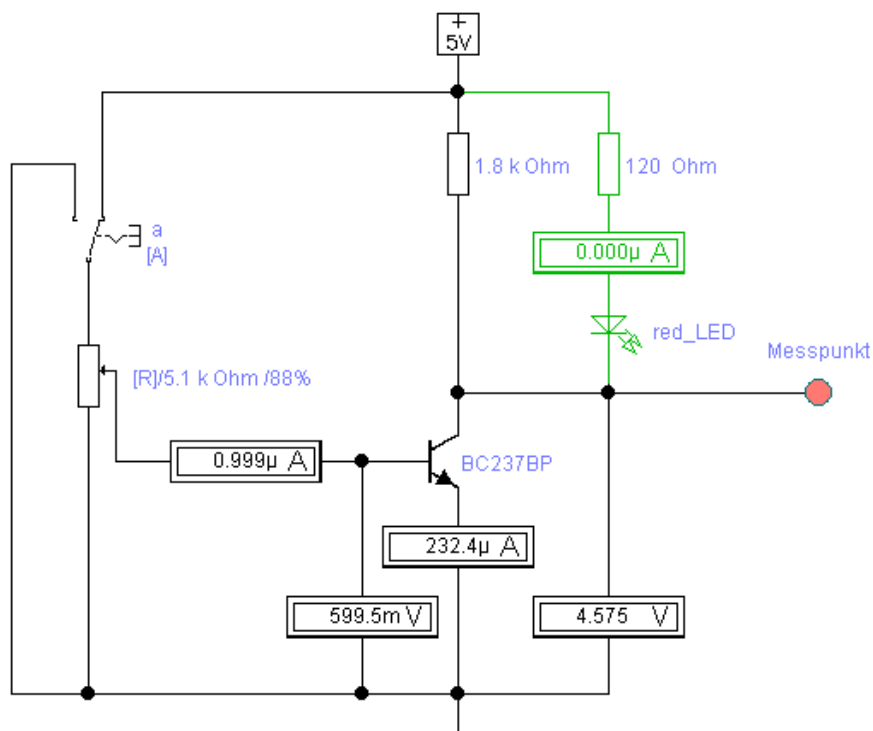 +
5V
1.8 k Ohm
120 Ohm
a
[A]
0.000µ A
red_LED
Messpunkt
[R]/5.1 k Ohm /88%
0.999µ A
BC237BP
232.4µ A
599.5m V
4.575 V